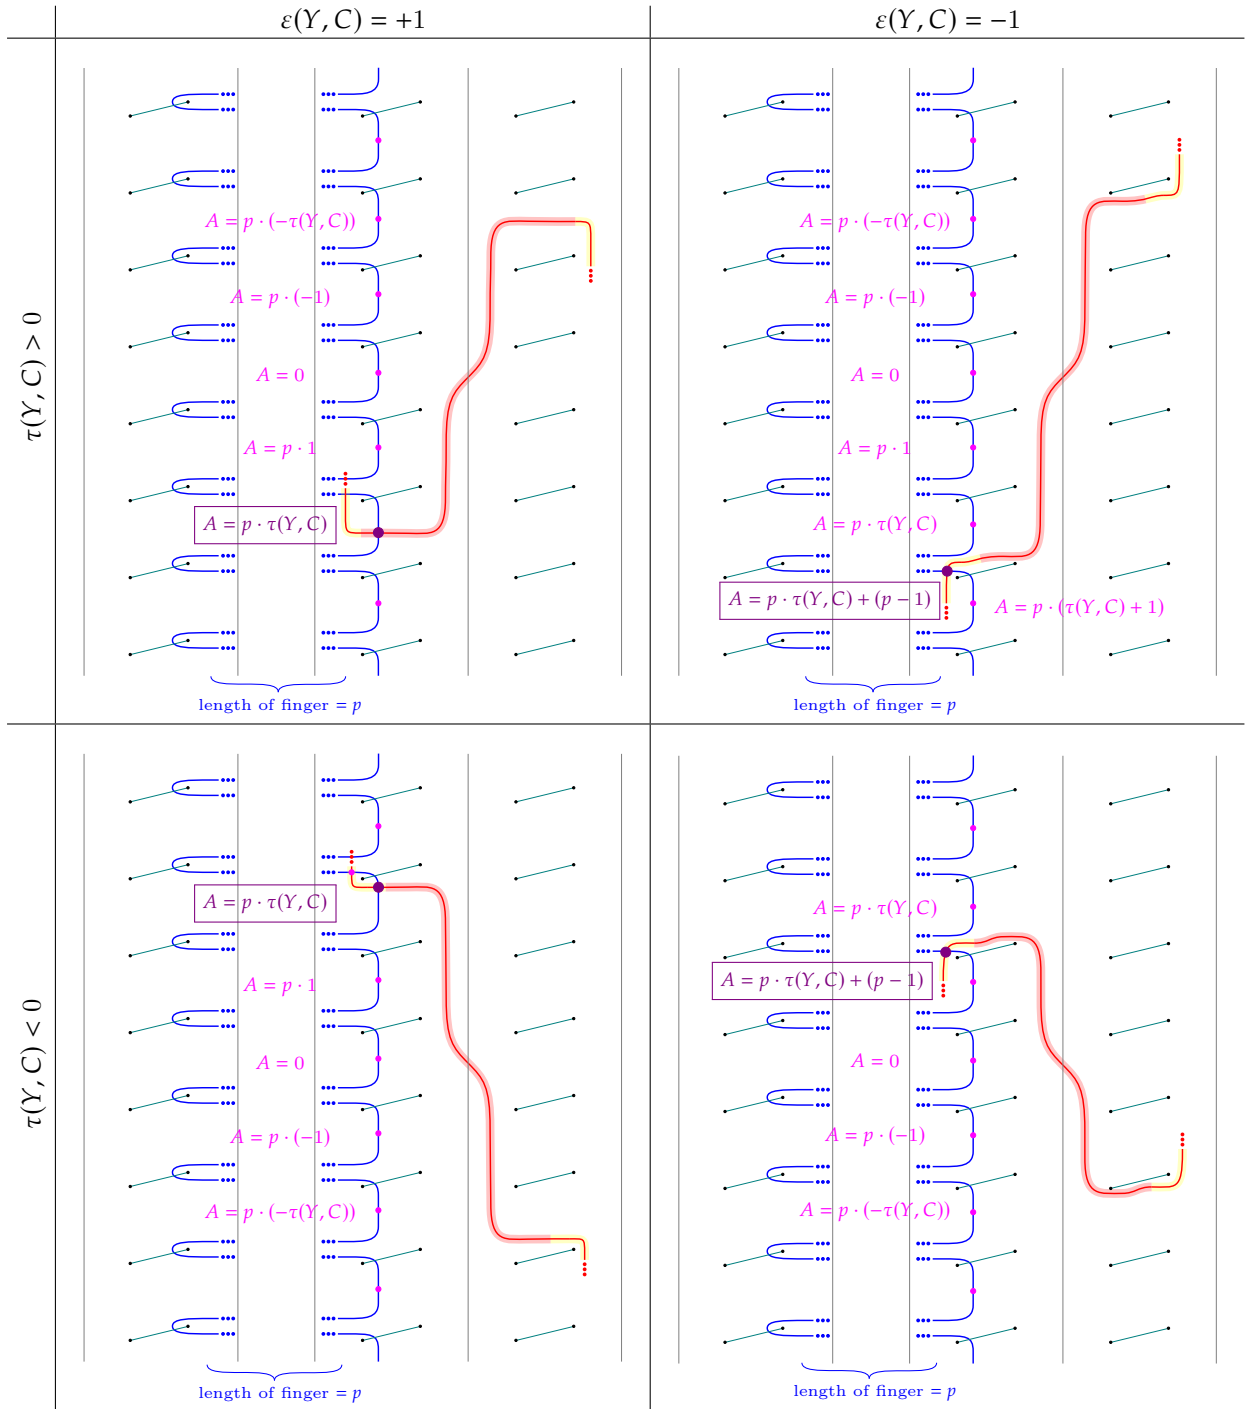 ε(Y, C) = +1
ε(Y, C) = −1
τ(Y, C) > 0
A = p · (−τ(Y, C))
A = p · (−1)
A = 0
A = p · 1
A = p · τ(Y, C)
length of finger = p
A = p · (−τ(Y, C))
A = p · (−1)
A = 0
A = p · 1
A = p · τ(Y, C)
A = p · τ(Y, C) + (p − 1)
A = p · (τ(Y, C) + 1)
length of finger = p
τ(Y, C) < 0
A = p · τ(Y, C)
A = p · 1
A = 0
A = p · (−1)
A = p · (−τ(Y, C))
length of finger = p
A = p · τ(Y, C)
A = p · τ(Y, C) + (p − 1)
A = 0
A = p · (−1)
A = p · (−τ(Y, C))
length of finger = p